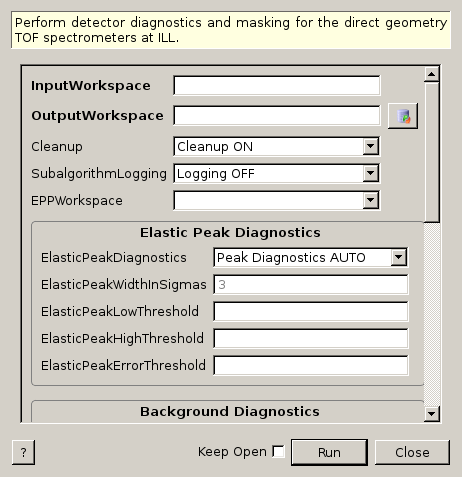 Perform detector diagnostics and masking for the direct geometry
TOF spectrometers at ILL.
InputWorkspace
OutputWorkspace
Cleanup Cleanup ON
SubalgorithmLogging Logging OFF
EPPWorkspace
Elastic Peak Diagnostics
ElasticPeakDiagnostics Peak Diagnostics AUTO
ElasticPeakWidthInSigmas 3
ElasticPeakLowThreshold
ElasticPeakHighThreshold
ElasticPeakErrorThreshold
Background Diagnostics
? Keep Open Run Close